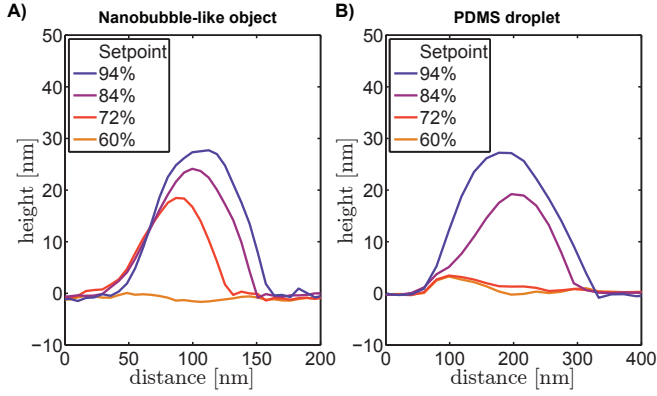 A) Nanobubble-like object
50
40
30
20
10
0
−10
height [nm]
Setpoint
94%
84%
72%
60%
0 50 100 150 200
distance [nm]
B) PDMS droplet
50
40
30
20
10
0
−10
height [nm]
Setpoint
94%
84%
72%
60%
0 100 200 300 400
distance [nm]